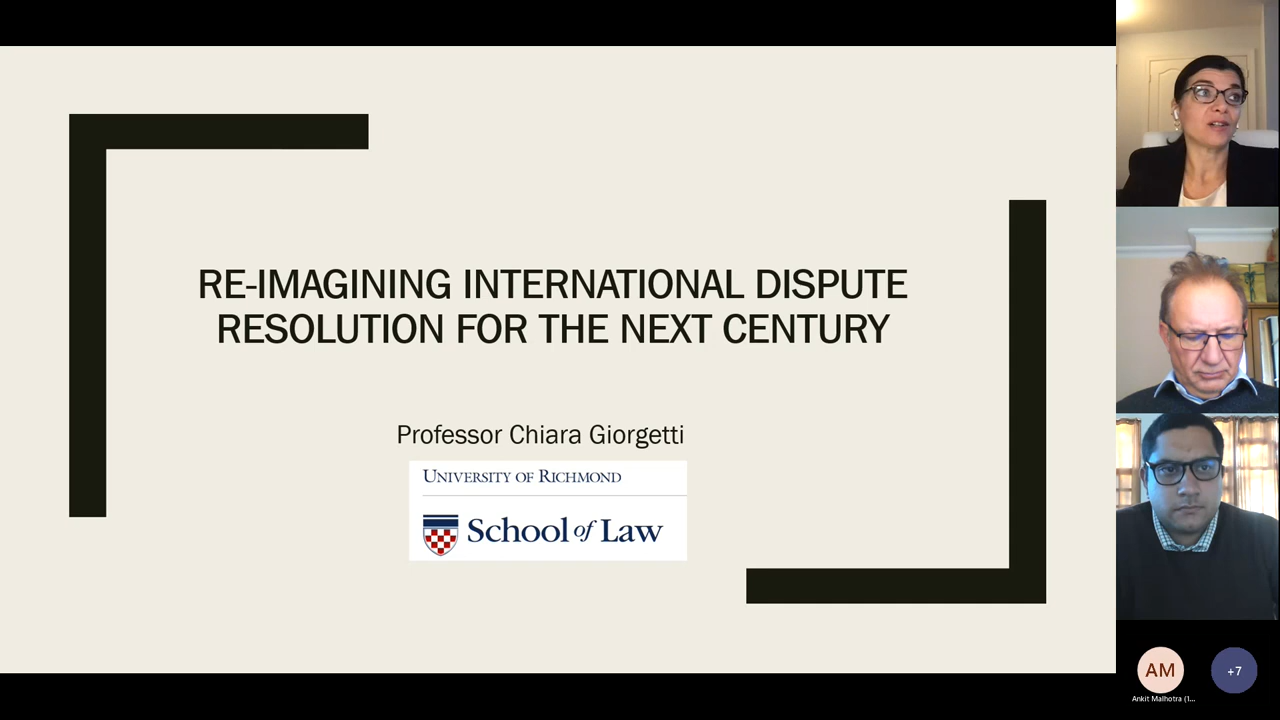 RE-IMAGINING INTERNATIONAL DISPUTE
RESOLUTION FOR THE NEXT CENTURY
Professor Chiara Giorgetti
UNIVERSITY OF RICHMOND
School of Law
AM
+7
Ankit Malhotra (1...